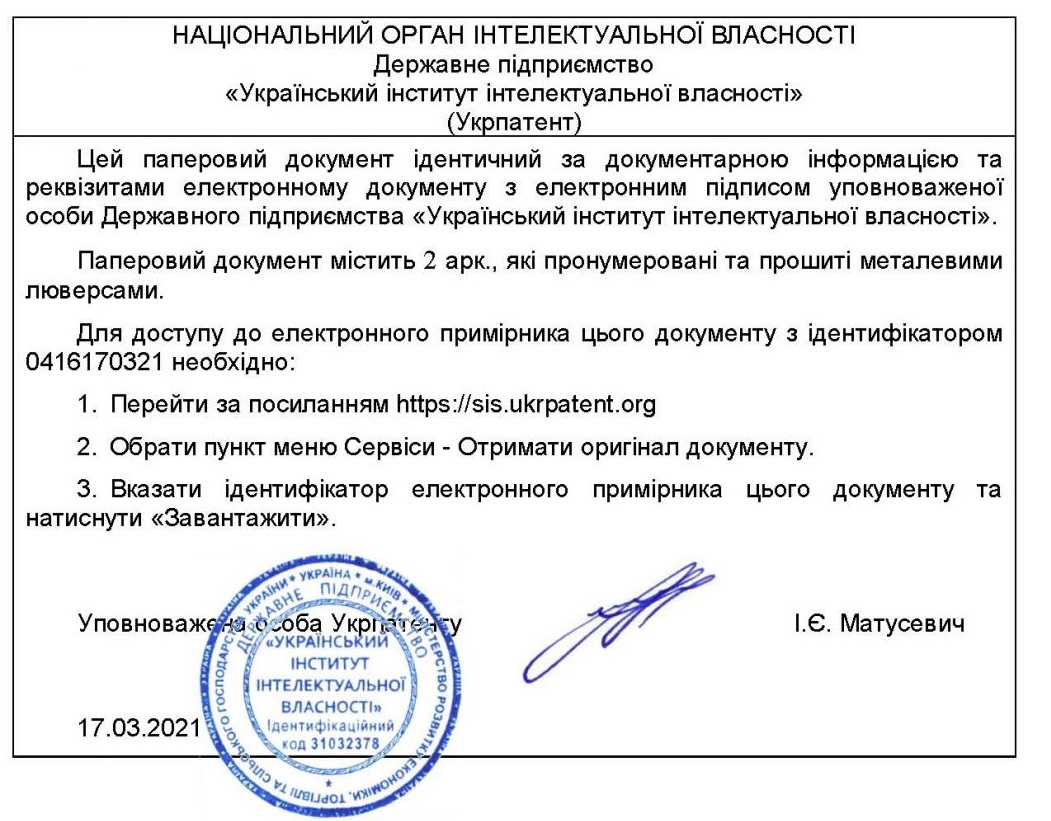 НАЦІОНАЛЬНИЙ ОРГАН ІНТЕЛЕКТУАЛЬНОЇ ВЛАСНОСТІ
Державне підприємство
«Український інститут інтелектуальної власності»
(Укрпатент)
Цей паперовий документ ідентичний за документарною інформацією та
реквізитами електронному документу з електронним підписом уповноваженої
особи Державного підприємства «Український інститут інтелектуальної власності».
Паперовий документ містить 2 арк., які пронумеровані та прошиті металевими
люверсами.
Для доступу до електронного примірника цього документу з ідентифікатором
0416170321 необхідно:
1. Перейти за посиланням https://sis.ukrpatent.org
2. Обрати пункт меню Сервіси - Отримати оригінал документу.
3. Вказати ідентифікатор електронного примірника цього документу та
натиснути «Завантажити».
Уповноважена особа Укрпатенту
І.Є. Матусевич
17.03.2021
УКРАЇНА * м.КИЇВ * МІНІСТЕРСТВО РОЗВИТКУ ЕКОНОМІКИ, ТОРГІВЛІ ТА СІЛЬСЬКОГО ГОСПОДАРСТВА УКРАЇНИ *
ДЕРЖАВНЕ ПІДПРИЄМСТВО
«УКРАЇНСЬКИЙ
ІНСТИТУТ
ІНТЕЛЕКТУАЛЬНОЇ
ВЛАСНОСТІ»
Ідентифікаційний
код 31032378